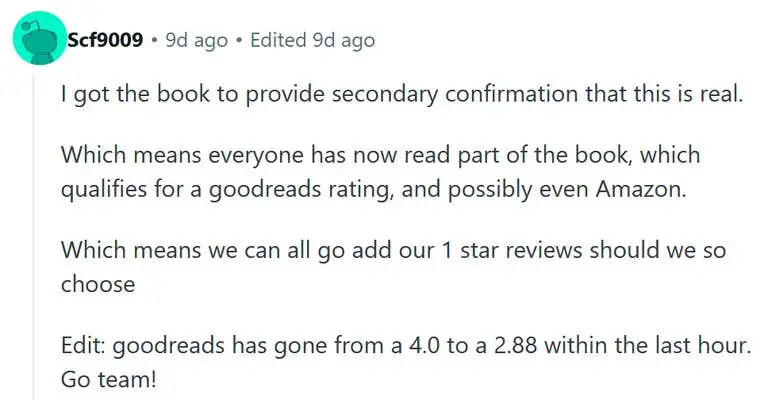 Scf9009 • 9d ago • Edited 9d ago
I got the book to provide secondary confirmation that this is real.
Which means everyone has now read part of the book, which
qualifies for a goodreads rating, and possibly even Amazon.
Which means we can all go add our 1 star reviews should we so
choose
Edit: goodreads has gone from a 4.0 to a 2.88 within the last hour.
Go team!